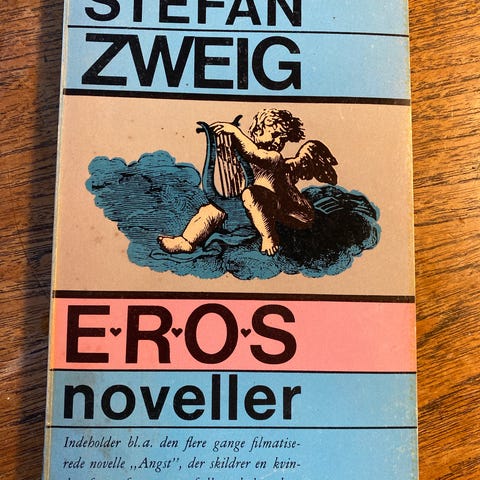 STEFAN
ZWEIG
E♥R♥O♥S
noveller
Indeholder bl.a. den flere gange filmatise-
rede novelle „Angst”, der skildrer en kvin-